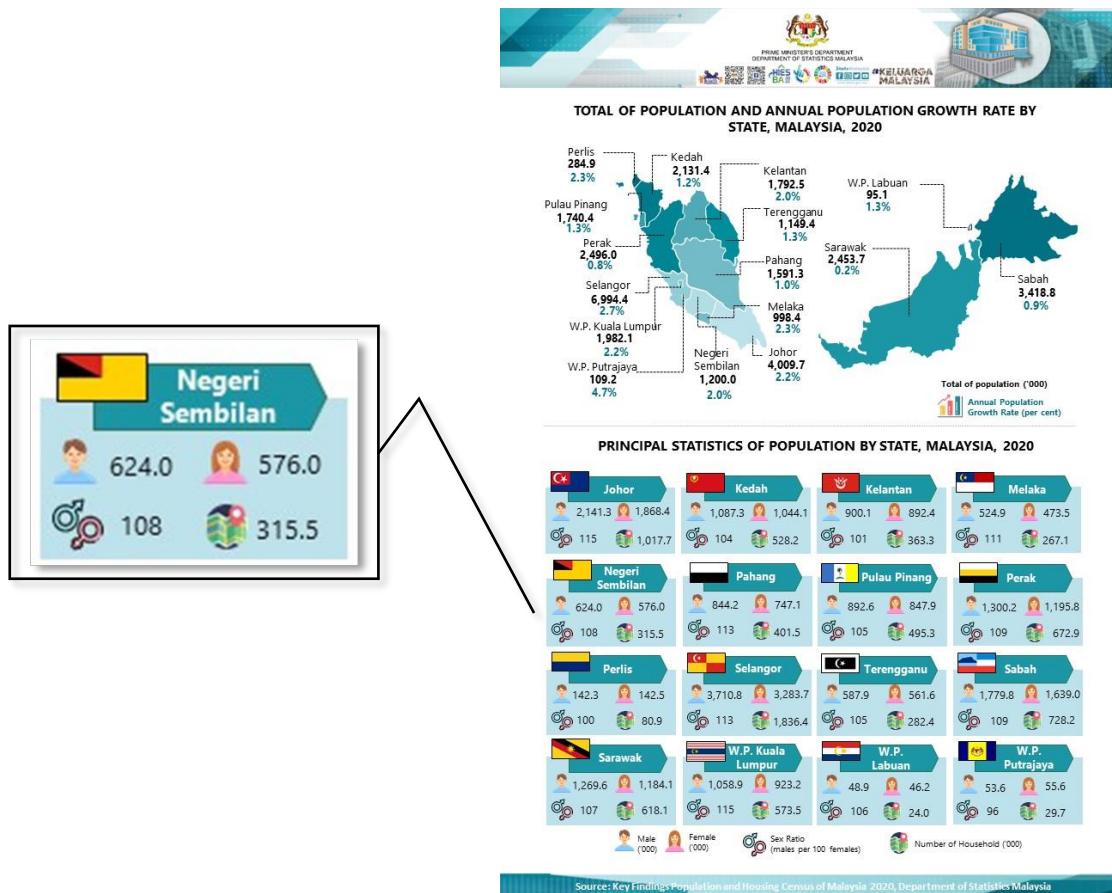 Negeri
Sembilan
624.0 576.0
108 315.5
PRIME MINISTER'S DEPARTMENT
DEPARTMENT OF STATISTICS MALAYSIA
#KELUARGA
MALAYSIA
TOTAL OF POPULATION AND ANNUAL POPULATION GROWTH RATE BY
STATE, MALAYSIA, 2020
Perlis
284.9
2.3%
Kedah
2,131.4
1.2%
Kelantan
1,792.5
2.0%
Pulau Pinang
1,740.4
1.3%
Terengganu
1,149.4
1.3%
Perak
2,496.0
0.8%
Pahang
1,591.3
1.0%
Selangor
6,994.4
2.7%
Melaka
998.4
2.3%
W.P. Kuala Lumpur
1,982.1
2.2%
W.P. Putrajaya
109.2
4.7%
Negeri
Sembilan
1,200.0
2.0%
Johor
4,009.7
2.2%
W.P. Labuan
95.1
1.3%
Sarawak
2,453.7
0.2%
Sabah
3,418.8
0.9%
Total of population ('000)
Annual Population
Growth Rate (per cent)
PRINCIPAL STATISTICS OF POPULATION BY STATE, MALAYSIA, 2020
Johor
2,141.3 1,868.4
115 1,017.7
Kedah
1,087.3 1,044.1
104 528.2
Kelantan
900.1 892.4
101 363.3
Melaka
524.9 473.5
111 267.1
Negeri
Sembilan
624.0 576.0
108 315.5
Pahang
844.2 747.1
113 401.5
Pulau Pinang
892.6 847.9
105 495.3
Perak
1,300.2 1,195.8
109 672.9
Perlis
142.3 142.5
100 80.9
Selangor
3,710.8 3,283.7
113 1,836.4
Terengganu
587.9 561.6
105 282.4
Sabah
1,779.8 1,639.0
109 728.2
Sarawak
1,269.6 1,184.1
107 618.1
W.P. Kuala
Lumpur
1,058.9 923.2
115 573.5
W.P.
Labuan
48.9 46.2
106 24.0
W.P.
Putrajaya
53.6 55.6
96 29.7
Male
('000)
Female
('000)
Sex Ratio
(males per 100 females)
Number of Household ('000)
Source: Key Findings Population and Housing Census of Malaysia 2020, Department of Statistics Malaysia